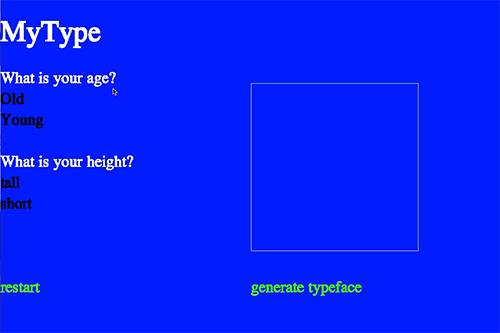 MyType
What is your age?
Old
Young
What is your height?
tall
short
restart
generate typeface